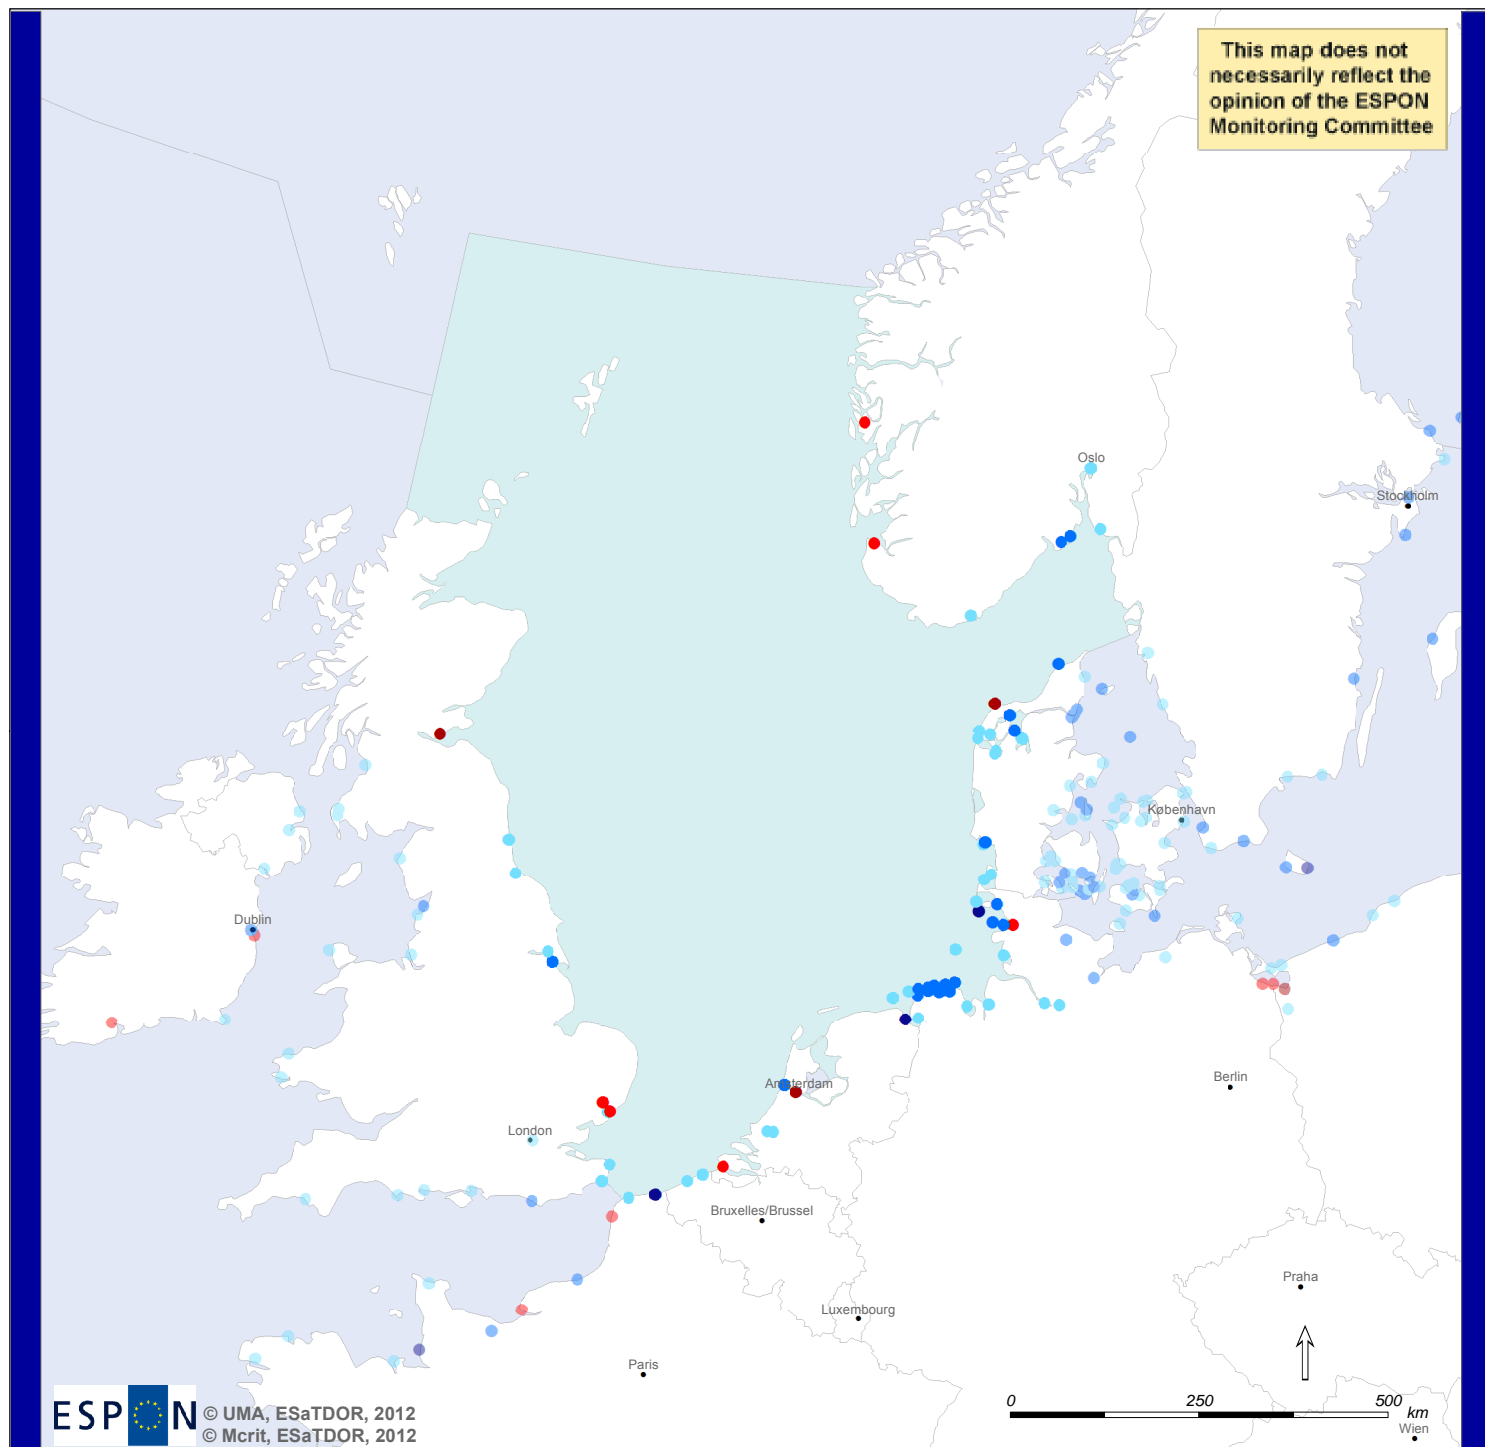 This map does not
necessarily reflect the
opinion of the ESPON
Monitoring Committee
Oslo
Stockholm
København
Dublin
Amsterdam
Berlin
London
Bruxelles/Brussel
Praha
Luxembourg
Paris
0 250 500 km
ESPON
© UMA, ESaTDOR, 2012
© Mcrit, ESaTDOR, 2012
Wien